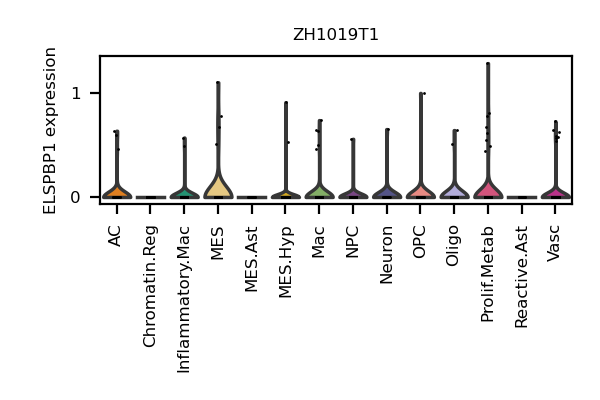 ZH1019T1
ELSPBP1 expression
1
0
AC
Chromatin.Reg
Inflammatory.Mac
MES
MES.Ast
MES.Hyp
Mac
NPC
Neuron
OPC
Oligo
Prolif.Metab
Reactive.Ast
Vasc